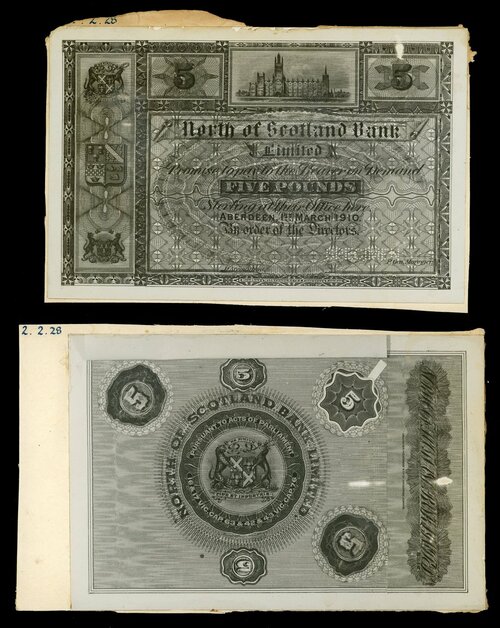 2.2.28
5
5
North of Scotland Bank
Limited
Promise to pay to the Bearer on Demand
FIVE POUNDS
Sterling at their Office here
ABERDEEN 1ST MARCH 1910.
By order of the Directors.
2.2.28
5
5
5
NORTH OF SCOTLAND BANK LIMITED
PURSUANT TO ACTS OF PARLIAMENT
5
5